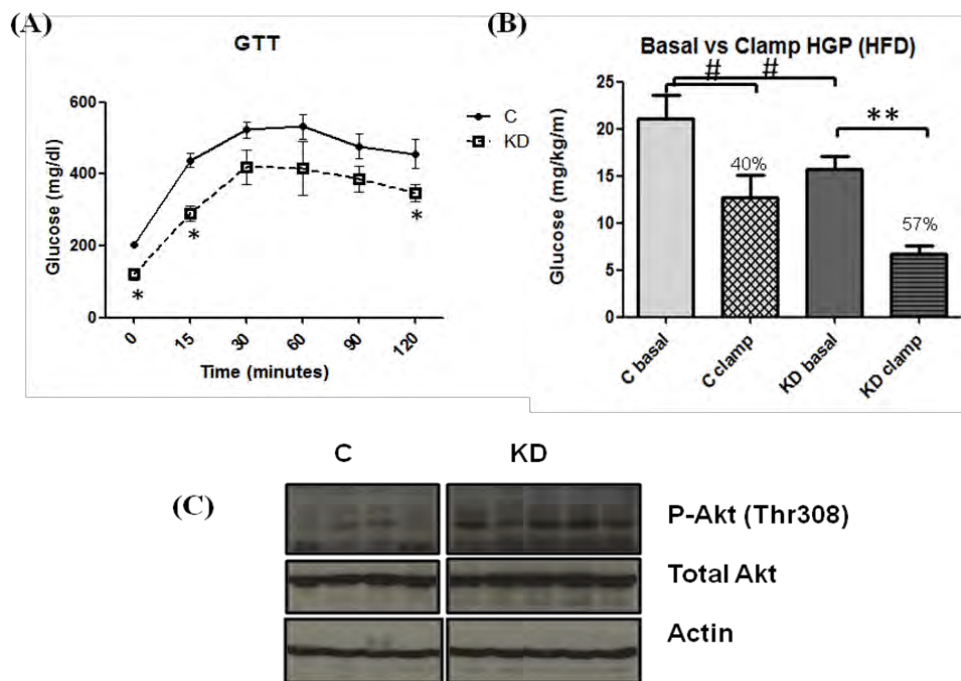 (A)
GTT
600
400
200
0
Glucose (mg/dl)
0 15 30 60 90 120
Time (minutes)
C
KD
*
*
*
(B)
Basal vs Clamp HGP (HFD)
# #
**
40%
57%
25
20
15
10
5
0
Glucose (mg/kg/m)
C basal
C clamp
KD basal
KD clamp
C KD
(C)
P-Akt (Thr308)
Total Akt
Actin